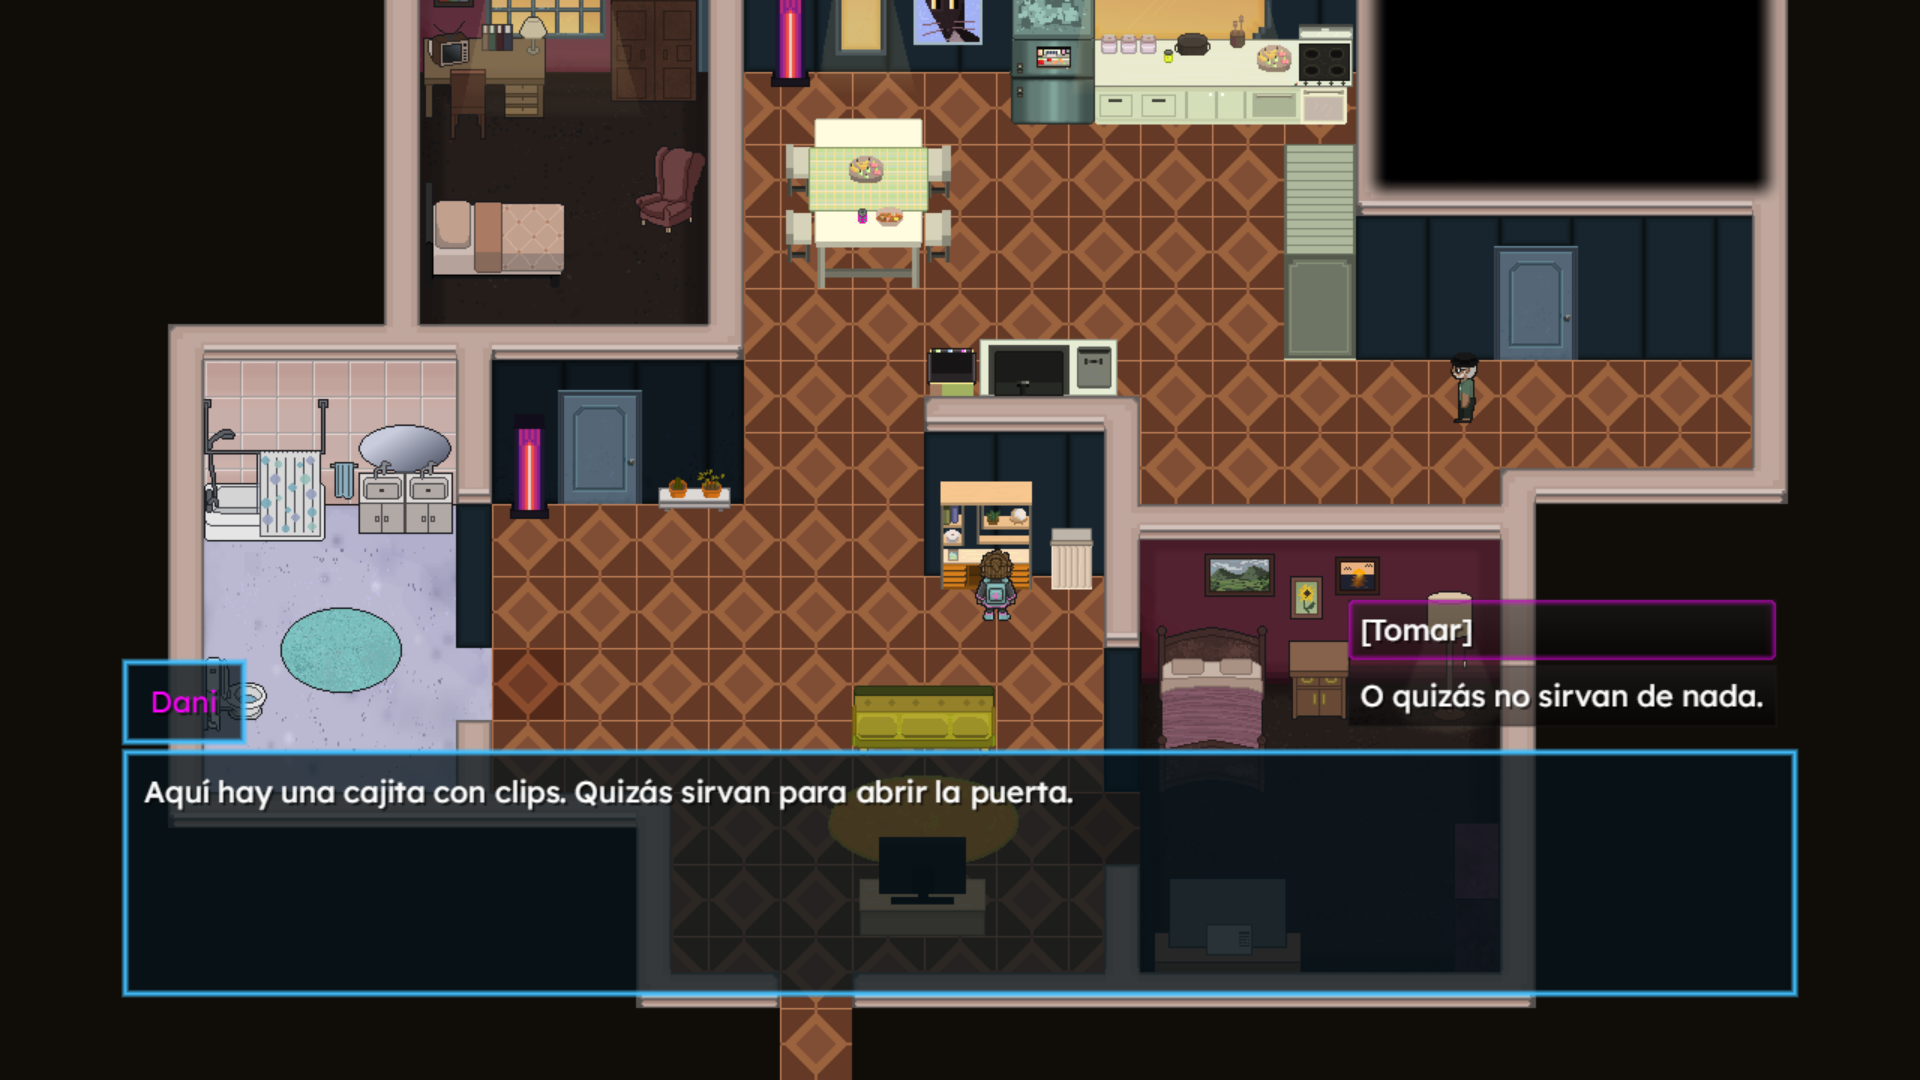 [Tomar]
O quizás no sirvan de nada.
Dani
Aquí hay una cajita con clips. Quizás sirvan para abrir la puerta.